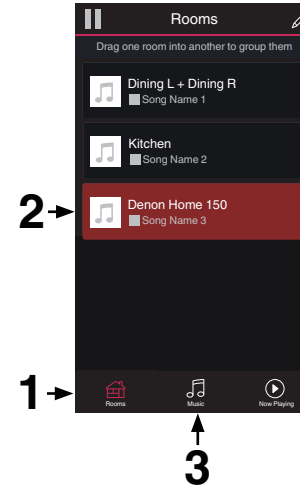 Rooms
Drag one room into another to group them
Dining L + Dining R
Song Name 1
Kitchen
Song Name 2
2
Denon Home 150
Song Name 3
1
Rooms
Music
Now Playing
3